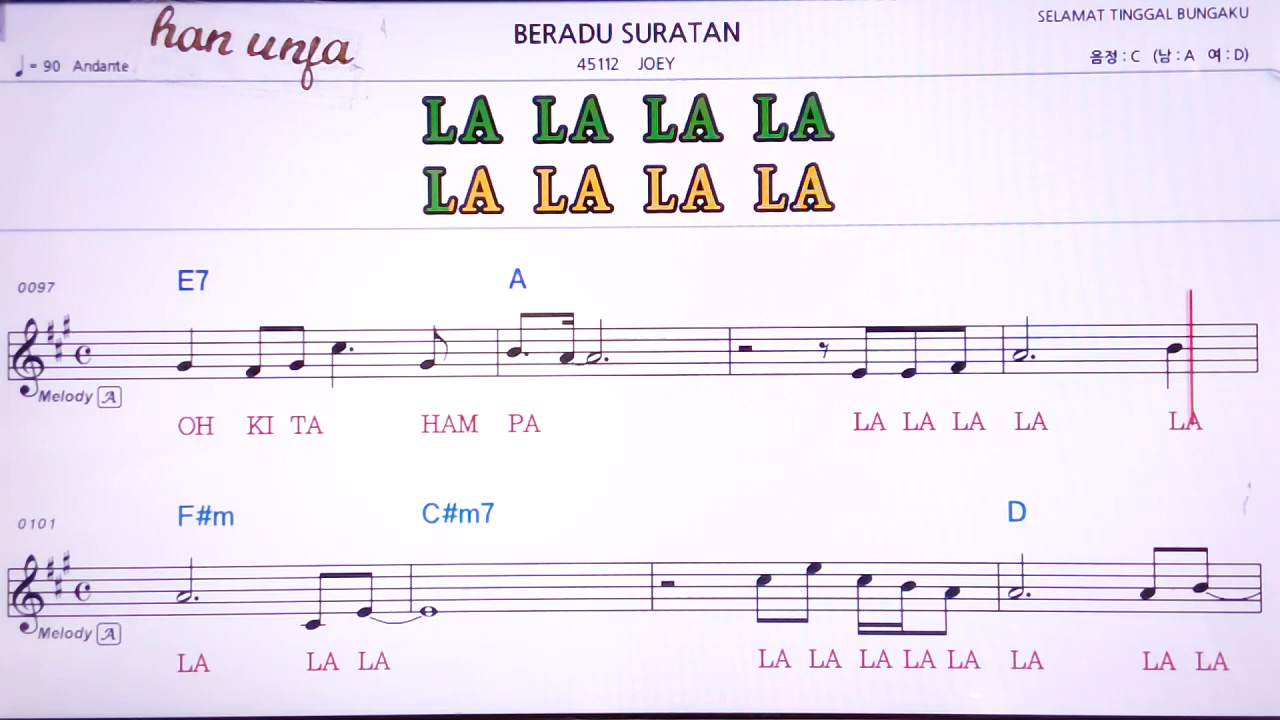 han unja
BERADU SURATAN
SELAMAT TINGGAL BUNGAKU
♩= 90 Andante
45112 JOEY
음정 : C (남 : A 여 : D)
LA LA LA LA
LA LA LA LA
0097
E7 A
Melody A
OH KI TA HAM PA LA LA LA LA LA
0101
F#m C#m7 D
Melody A
LA LA LA LA LA LA LA LA LA LA LA